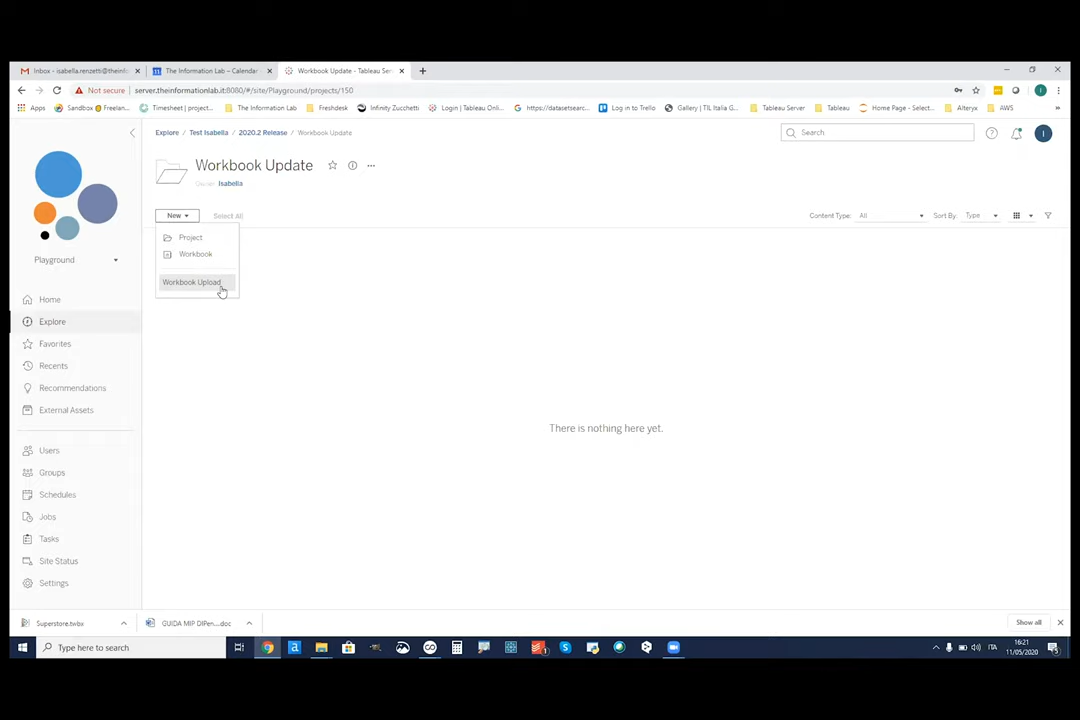 Inbox - isabella.renzetti@theinfo
The Information Lab – Calendar
Workbook Update - Tableau Ser
Not secure
server.theinformationlab.it:8080/#/site/Playground/projects/150
Apps
Sandbox @ Freelan...
Timesheet | project...
The Information Lab
Freshdesk
Infinity Zucchetti
Login | Tableau Onli...
https://datasetsearc...
Log in to Trello
Gallery | TIL Italia G...
Tableau Server
Tableau
Home Page - Select...
Alteryx
AWS
Explore / Test Isabella / 2020.2 Release / Workbook Update
Search
I
Workbook Update
Owner Isabella
New
Select All
Content Type: All
Sort By: Type
Project
Workbook
Workbook Upload
Playground
Home
Explore
Favorites
Recents
Recommendations
External Assets
Users
Groups
Schedules
Jobs
Tasks
Site Status
Settings
There is nothing here yet.
Superstore.twbx
GUIDA MIP DIPen....doc
Show all
Type here to search
ITA
16:21
11/05/2020